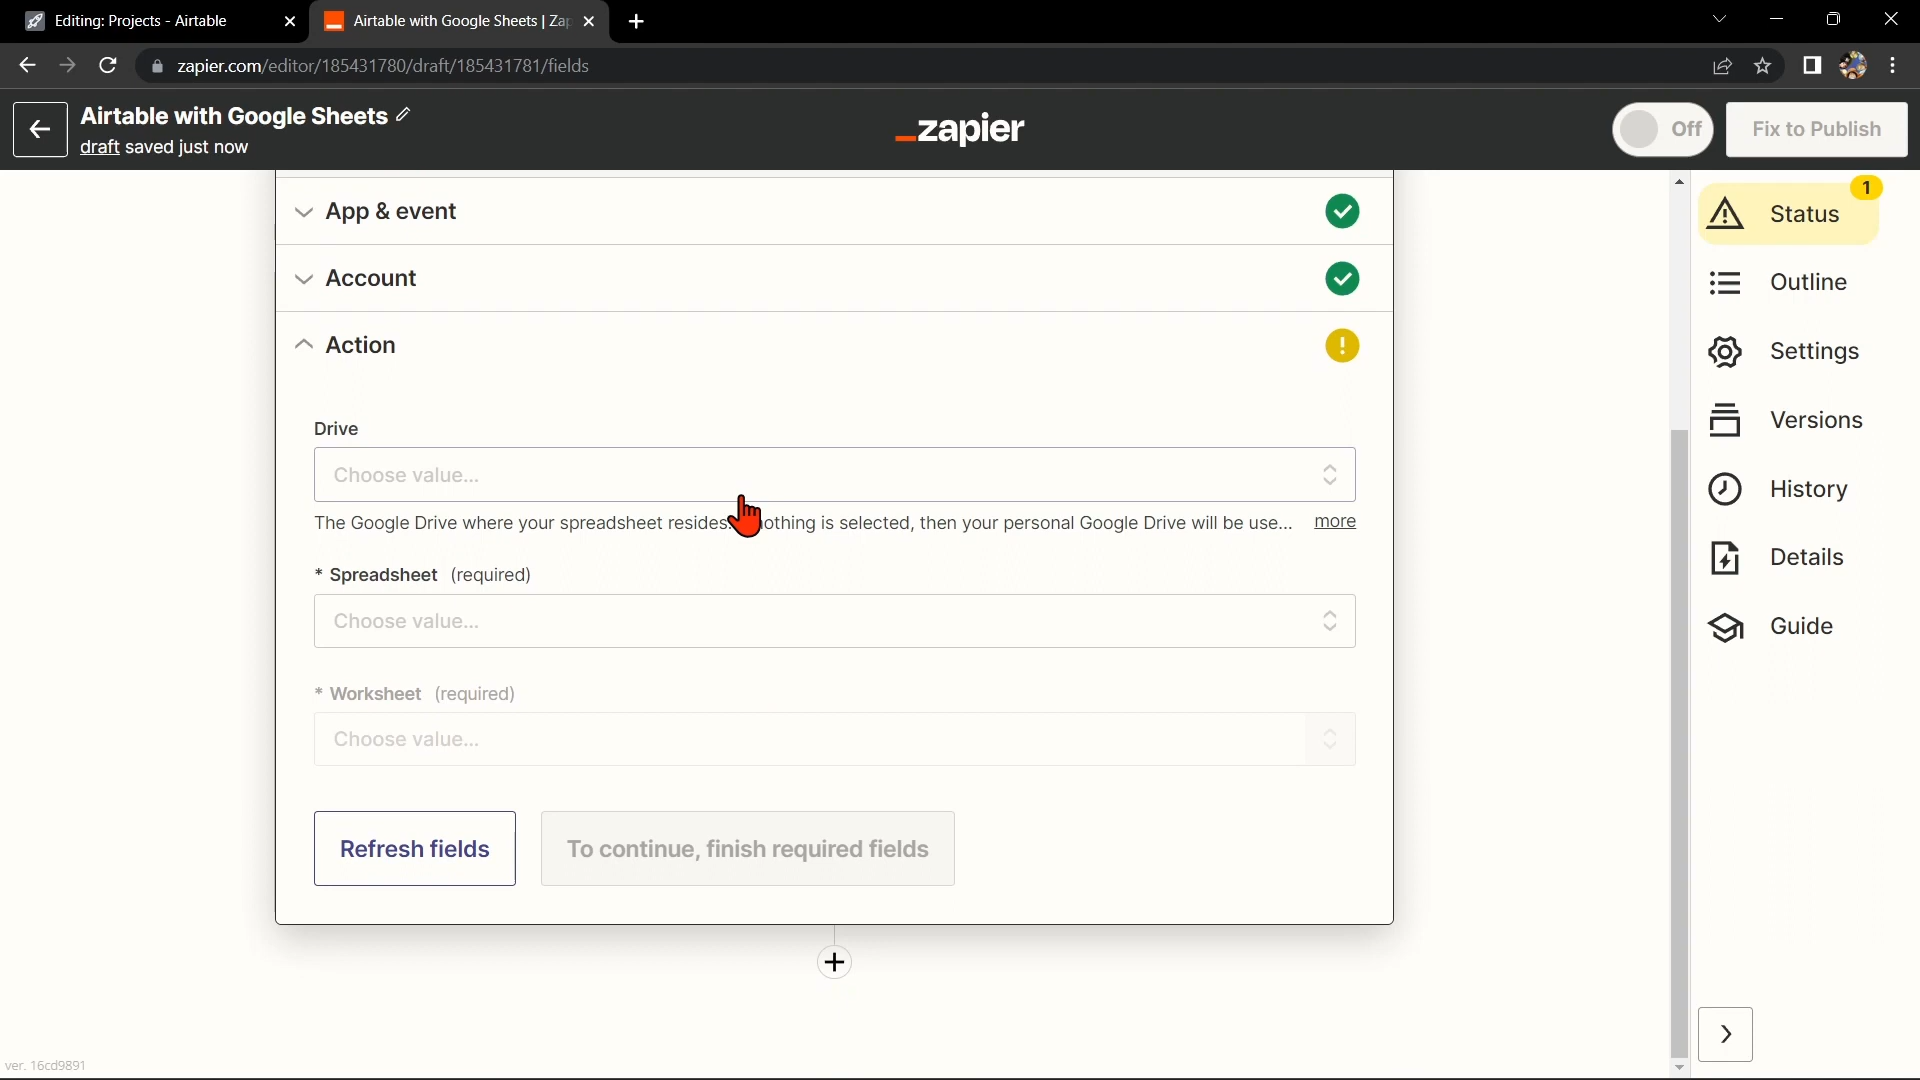 Editing: Projects - Airtable
Airtable with Google Sheets | Zap
zapier.com/editor/185431780/draft/185431781/fields
Airtable with Google Sheets
draft saved just now
_zapier
Off
Fix to Publish
App & event
Account
Action
Drive
Choose value...
The Google Drive where your spreadsheet resides. nothing is selected, then your personal Google Drive will be use... more
* Spreadsheet (required)
Choose value...
* Worksheet (required)
Choose value...
Refresh fields
To continue, finish required fields
1
Status
Outline
Settings
Versions
History
Details
Guide
ver. 16cd9891